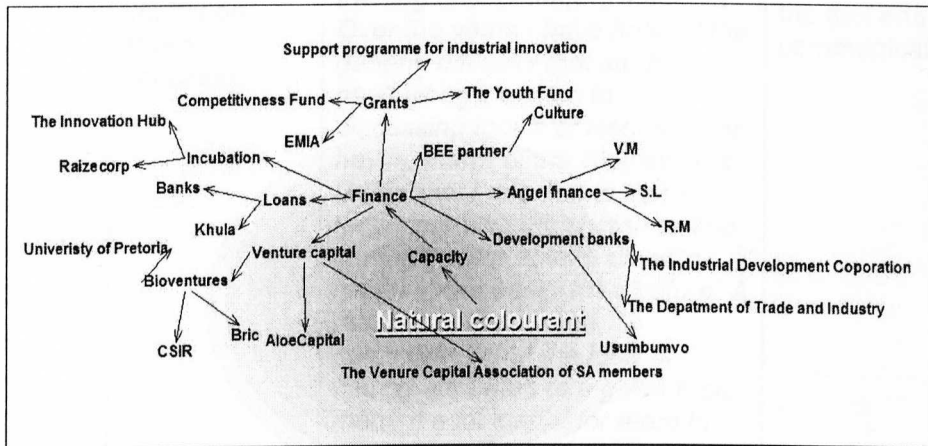 Support programme for industrial innovation
Competitivness Fund
Grants
The Youth Fund
The Innovation Hub
EMIA
Culture
Raizecorp
Incubation
BEE partner
V.M
Banks
Loans
Finance
Angel finance
S.L
Khula
R.M
Univeristy of Pretoria
Venture capital
Capacity
Development banks
Bioventures
The Industrial Development Coporation
The Depatment of Trade and Industry
Natural colourant
CSIR
Bric
AloeCapital
Usumbumvo
The Venure Capital Association of SA members